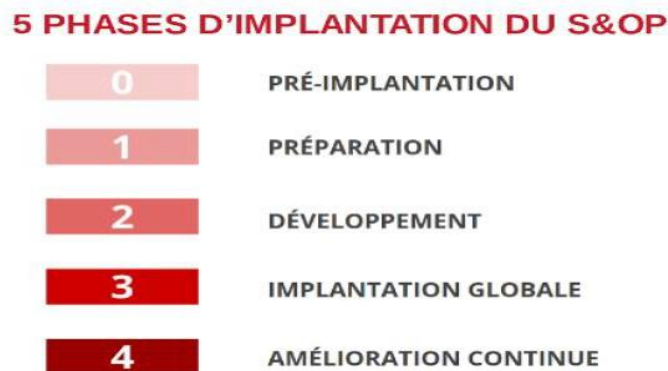 5 PHASES D’IMPLANTATION DU S&OP
0 PRÉ-IMPLANTATION
1 PRÉPARATION
2 DÉVELOPPEMENT
3 IMPLANTATION GLOBALE
4 AMÉLIORATION CONTINUE